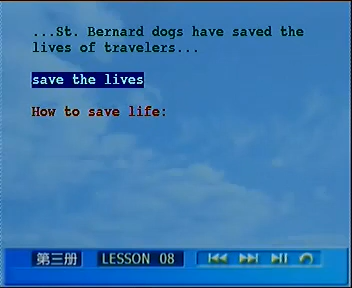 ...St. Bernard dogs have saved the
lives of travelers...
save the lives
How to save life:
第三册 LESSON 08